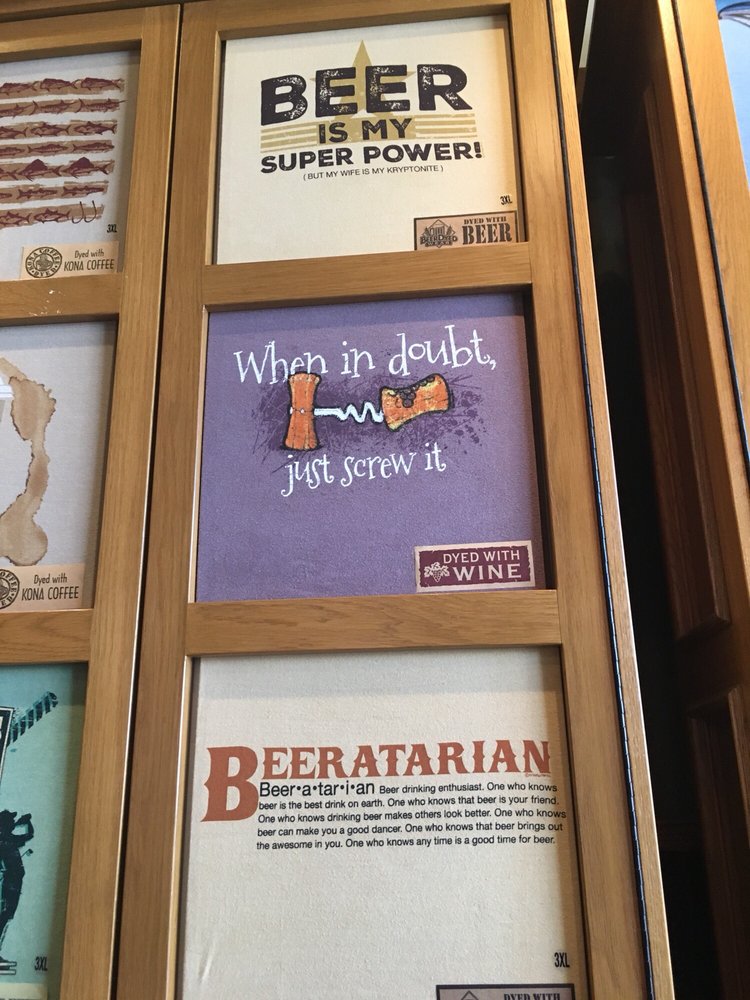 BEER
IS MY
SUPER POWER!
( BUT MY WIFE IS MY KRYPTONITE )
3XL
DYED WITH
BEER
3XL
Dyed with
KONA COFFEE
When in doubt,
just screw it
DYED WITH
WINE
Dyed with
KONA COFFEE
BEERATARIAN
Beer•a•tar•i•an Beer drinking enthusiast. One who knows
beer is the best drink on earth. One who knows that beer is your friend.
One who knows drinking beer makes others look better. One who knows
beer can make you a good dancer. One who knows that beer brings out
the awesome in you. One who knows any time is a good time for beer.
3XL
3XL
DYED WITH